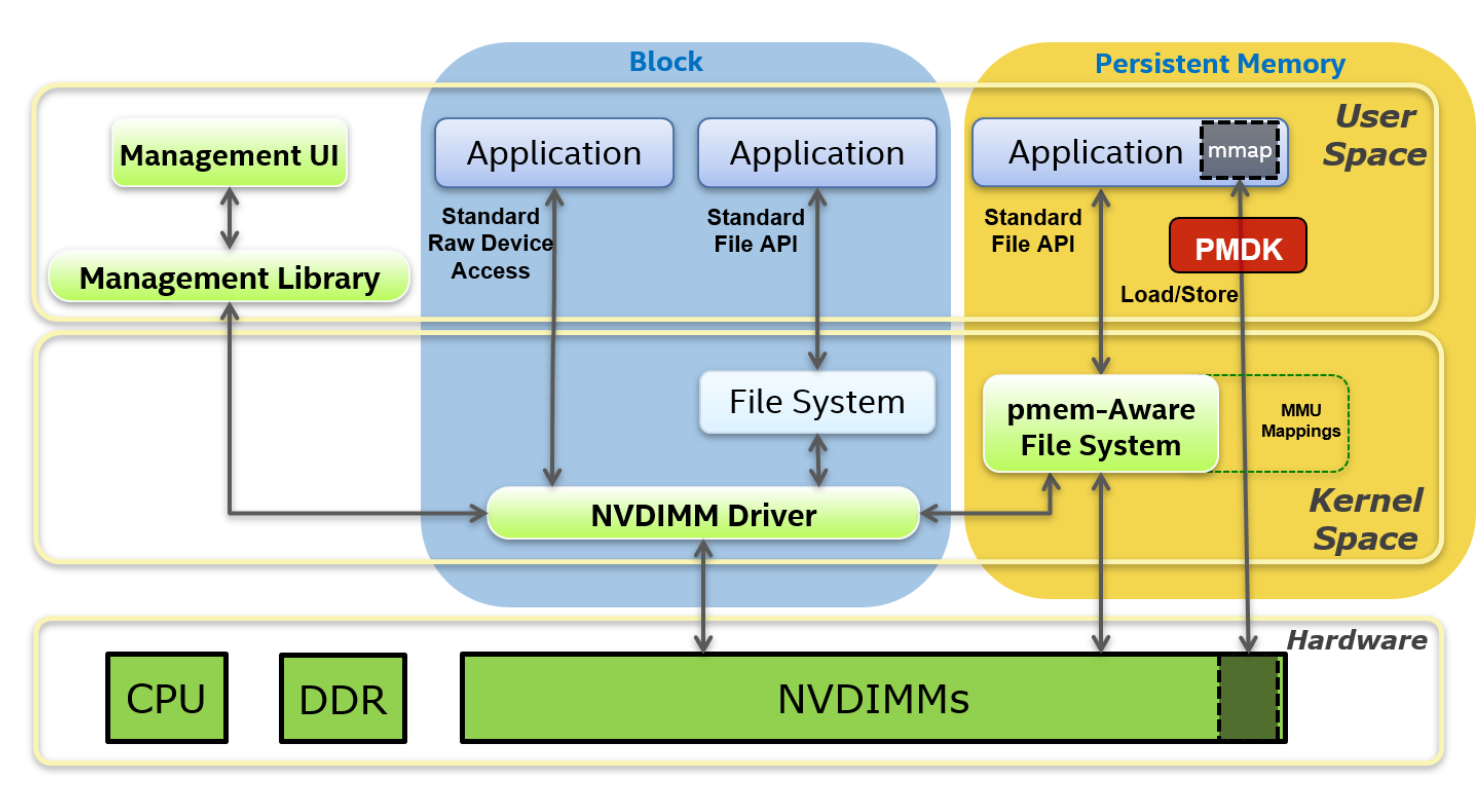 Block
Persistent Memory
User
Space
Management UI
Application
Application
Application
mmap
Standard
Raw Device
Access
Standard
File API
Standard
File API
PMDK
Management Library
Load/Store
File System
pmem-Aware
File System
MMU
Mappings
NVDIMM Driver
Kernel
Space
Hardware
CPU
DDR
NVDIMMs